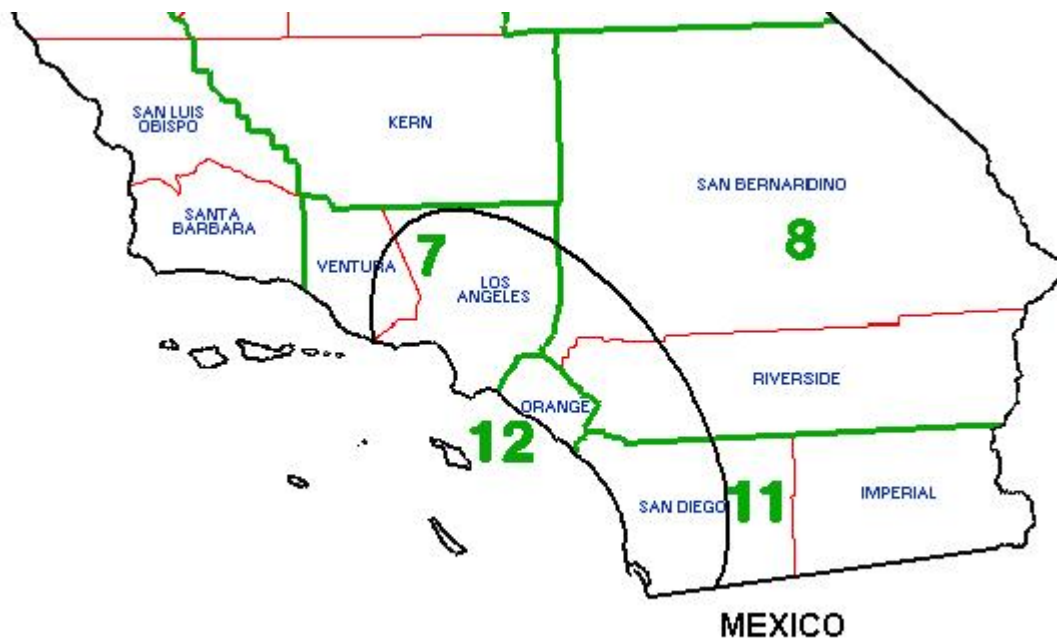 SAN LUIS
OBISPO
KERN
SAN BERNARDINO
SANTA
BARBARA
8
7
VENTURA
LOS
ANGELES
RIVERSIDE
ORANGE
12
11
SAN DIEGO
IMPERIAL
MEXICO